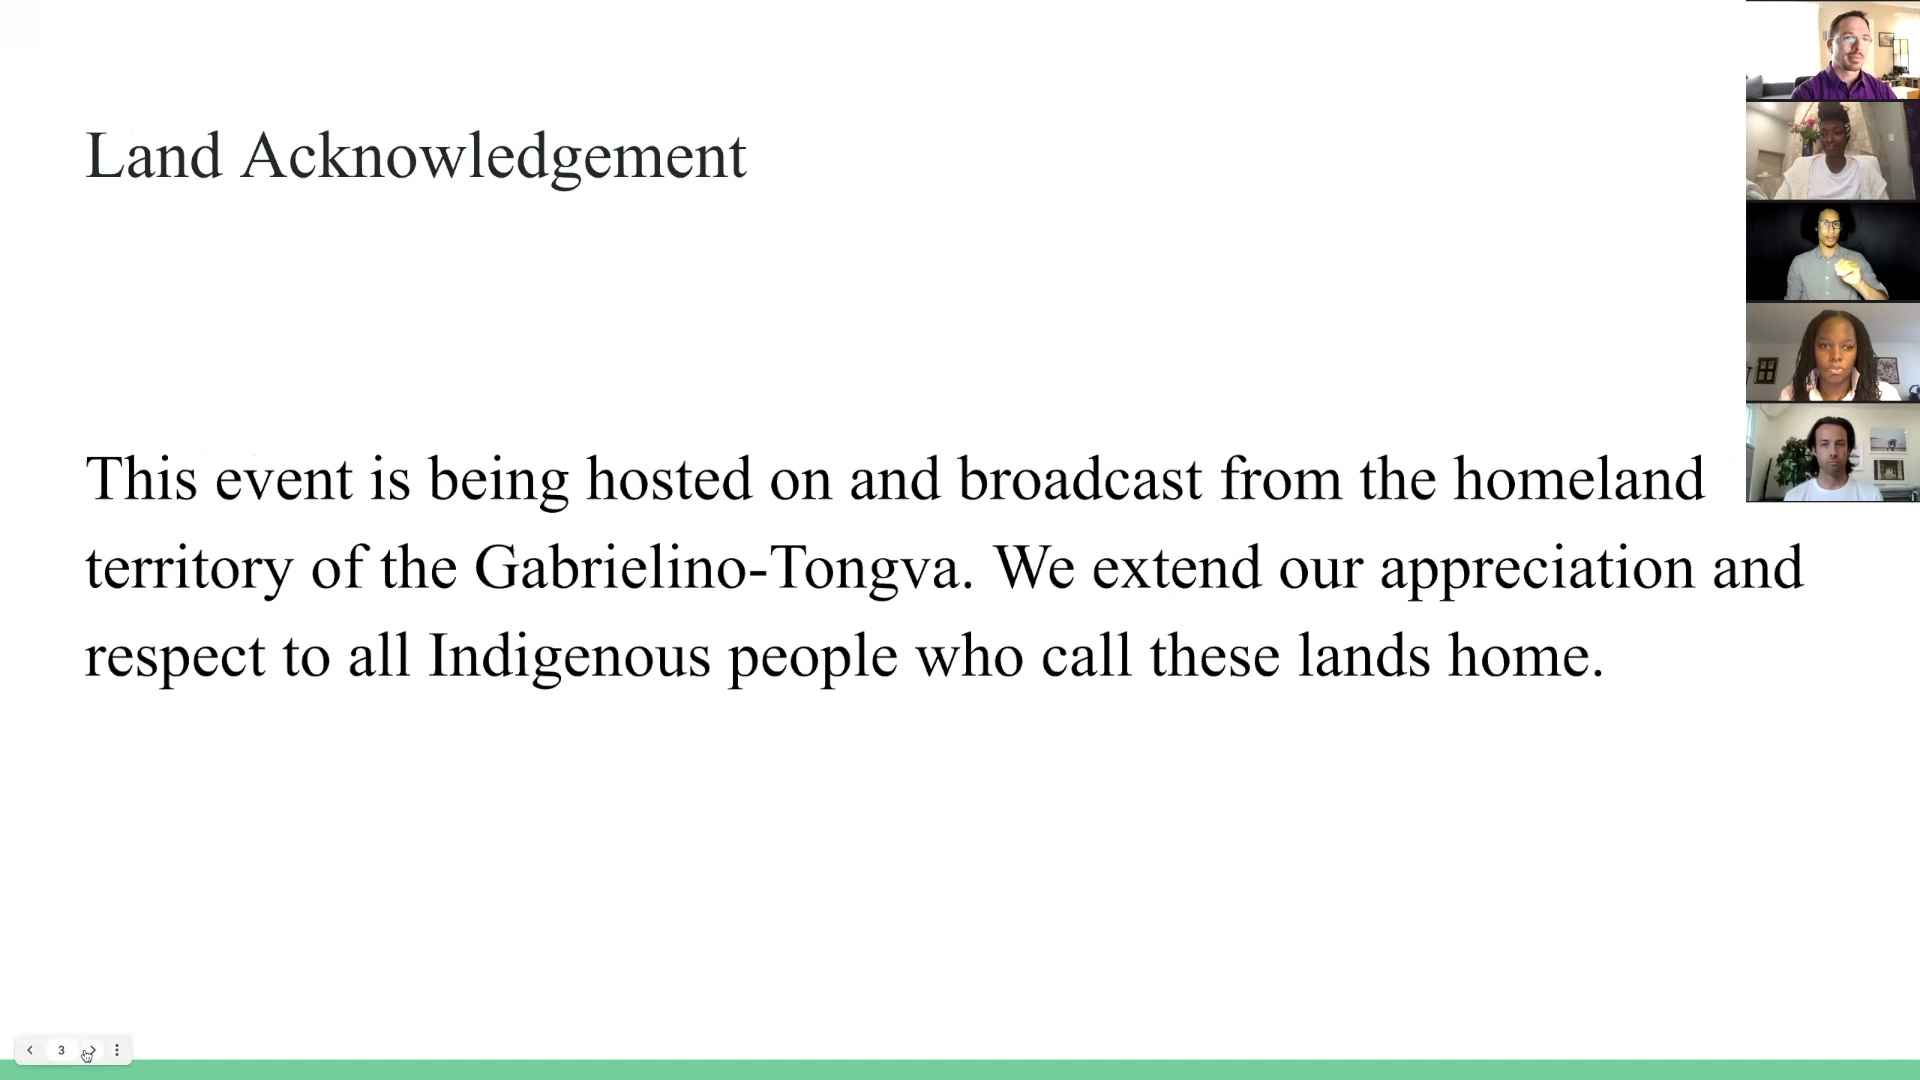 Land Acknowledgement
This event is being hosted on and broadcast from the homeland
territory of the Gabrielino-Tongva. We extend our appreciation and
respect to all Indigenous people who call these lands home.
3